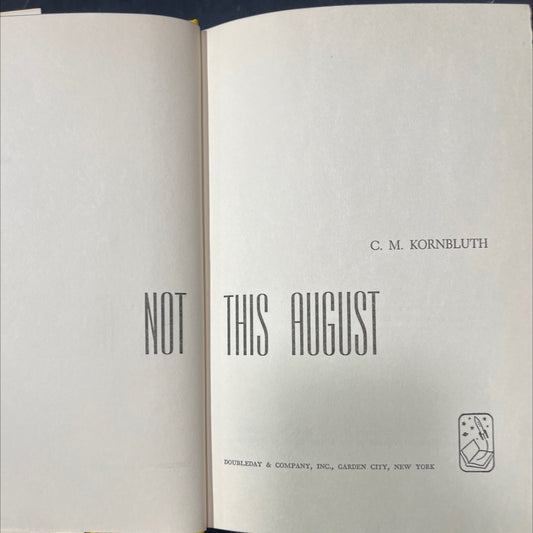 C. M. KORNBLUTH
NOT THIS AUGUST
DOUBLEDAY & COMPANY, INC., GARDEN CITY, NEW YORK